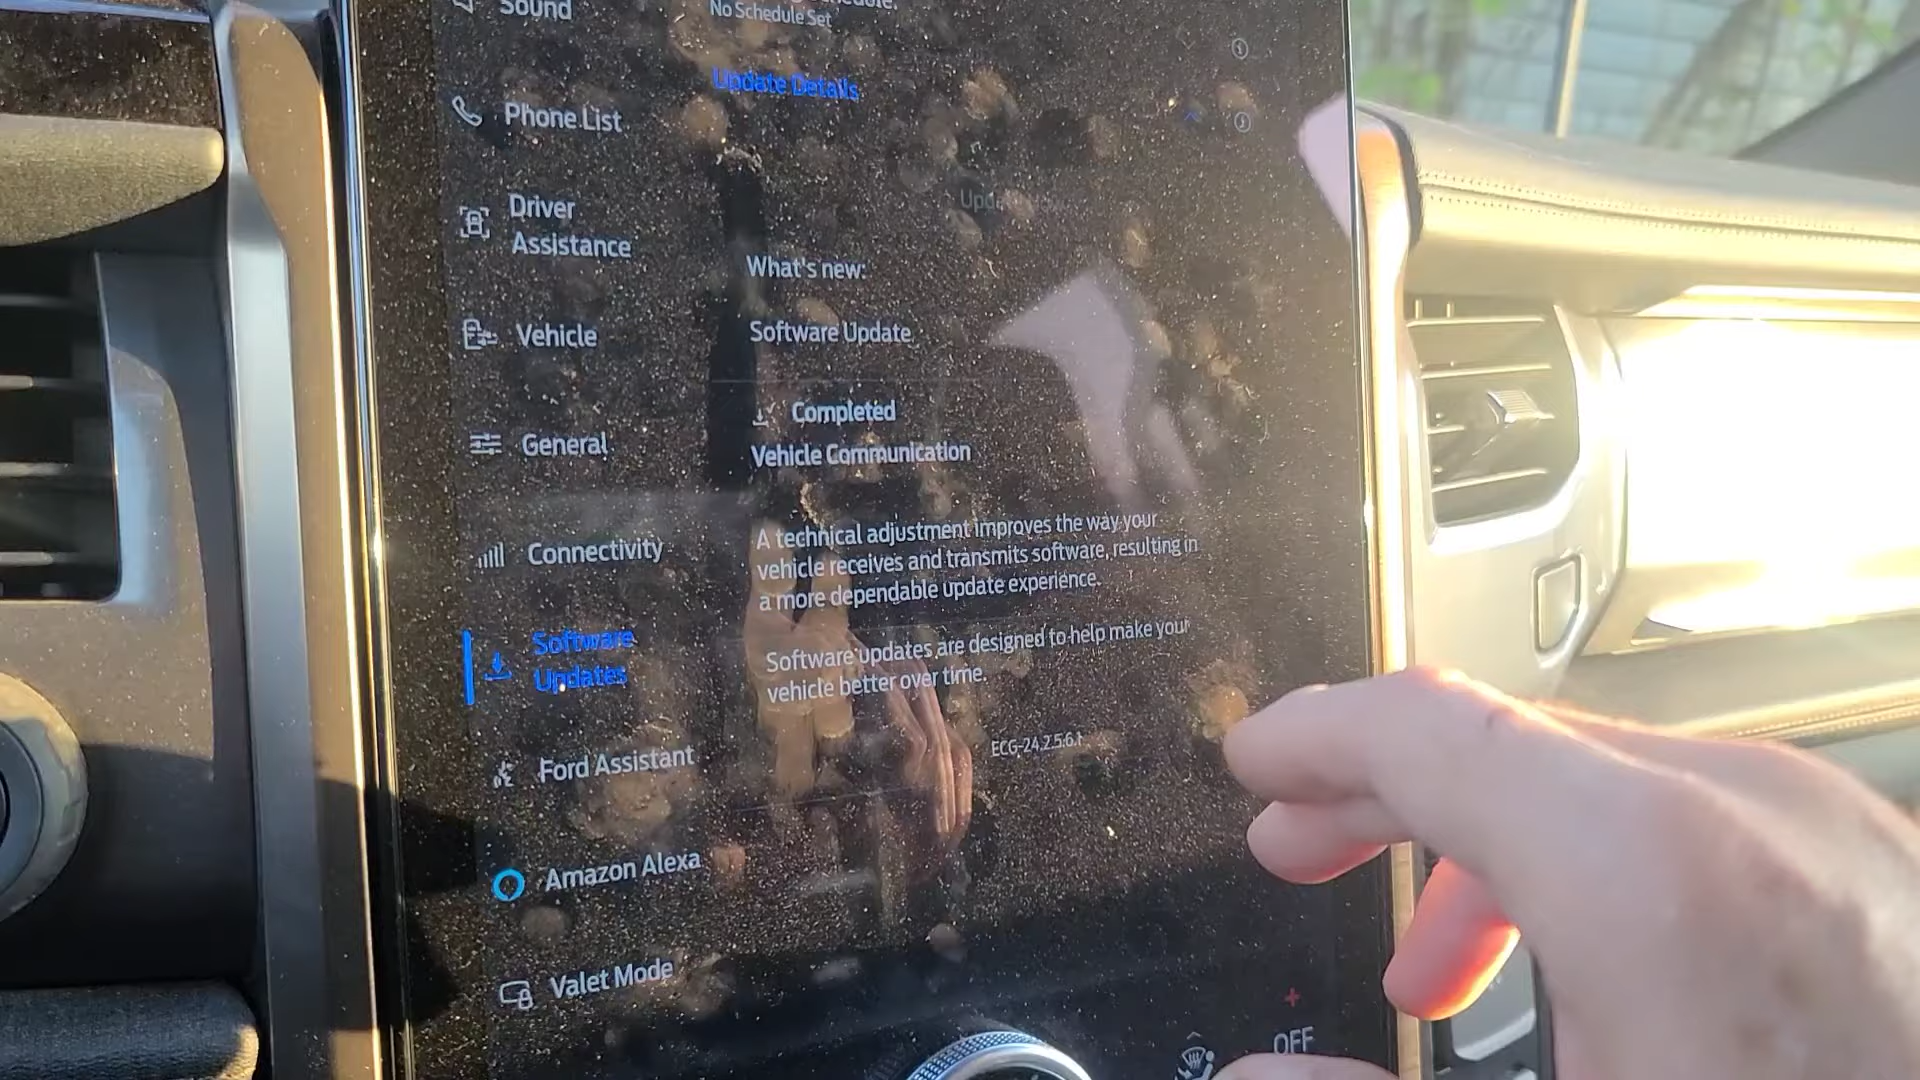 Sound
No Schedule Set
Update Details
Phone List
Driver
Assistance
What's new:
Vehicle
Software Update
Completed
General
Vehicle Communication
A technical adjustment improves the way your
vehicle receives and transmits software, resulting in
a more dependable update experience.
Connectivity
Software
Updates
Software updates are designed to help make your
vehicle better over time.
ECG-24.2.5.6.1
Ford Assistant
Amazon Alexa
Valet Mode
OFF